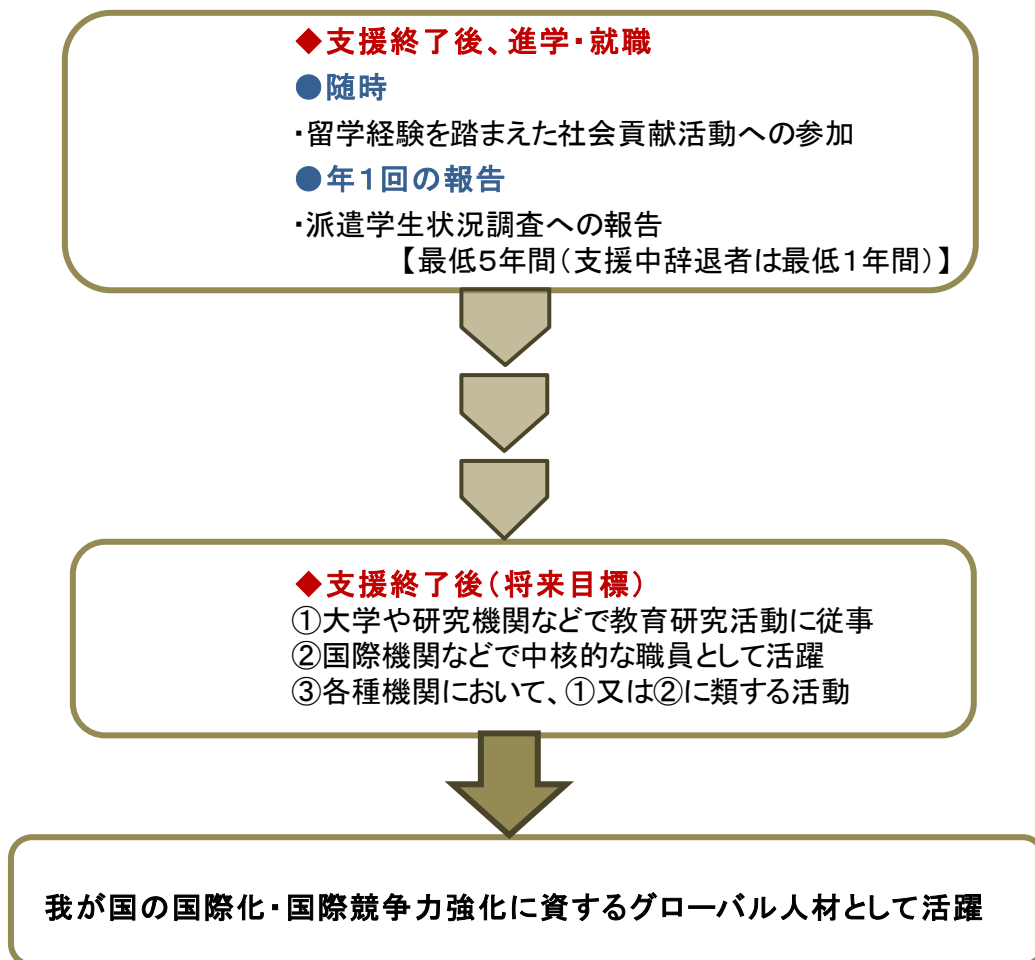 ◆支援終了後、進学・就職
●随時
・留学経験を踏まえた社会貢献活動への参加
●年１回の報告
・派遣学生状況調査への報告
【最低５年間（支援中辞退者は最低１年間）】
◆支援終了後（将来目標）
①大学や研究機関などで教育研究活動に従事
②国際機関などで中核的な職員として活躍
③各種機関において、①又は②に類する活動
我が国の国際化・国際競争力強化に資するグローバル人材として活躍